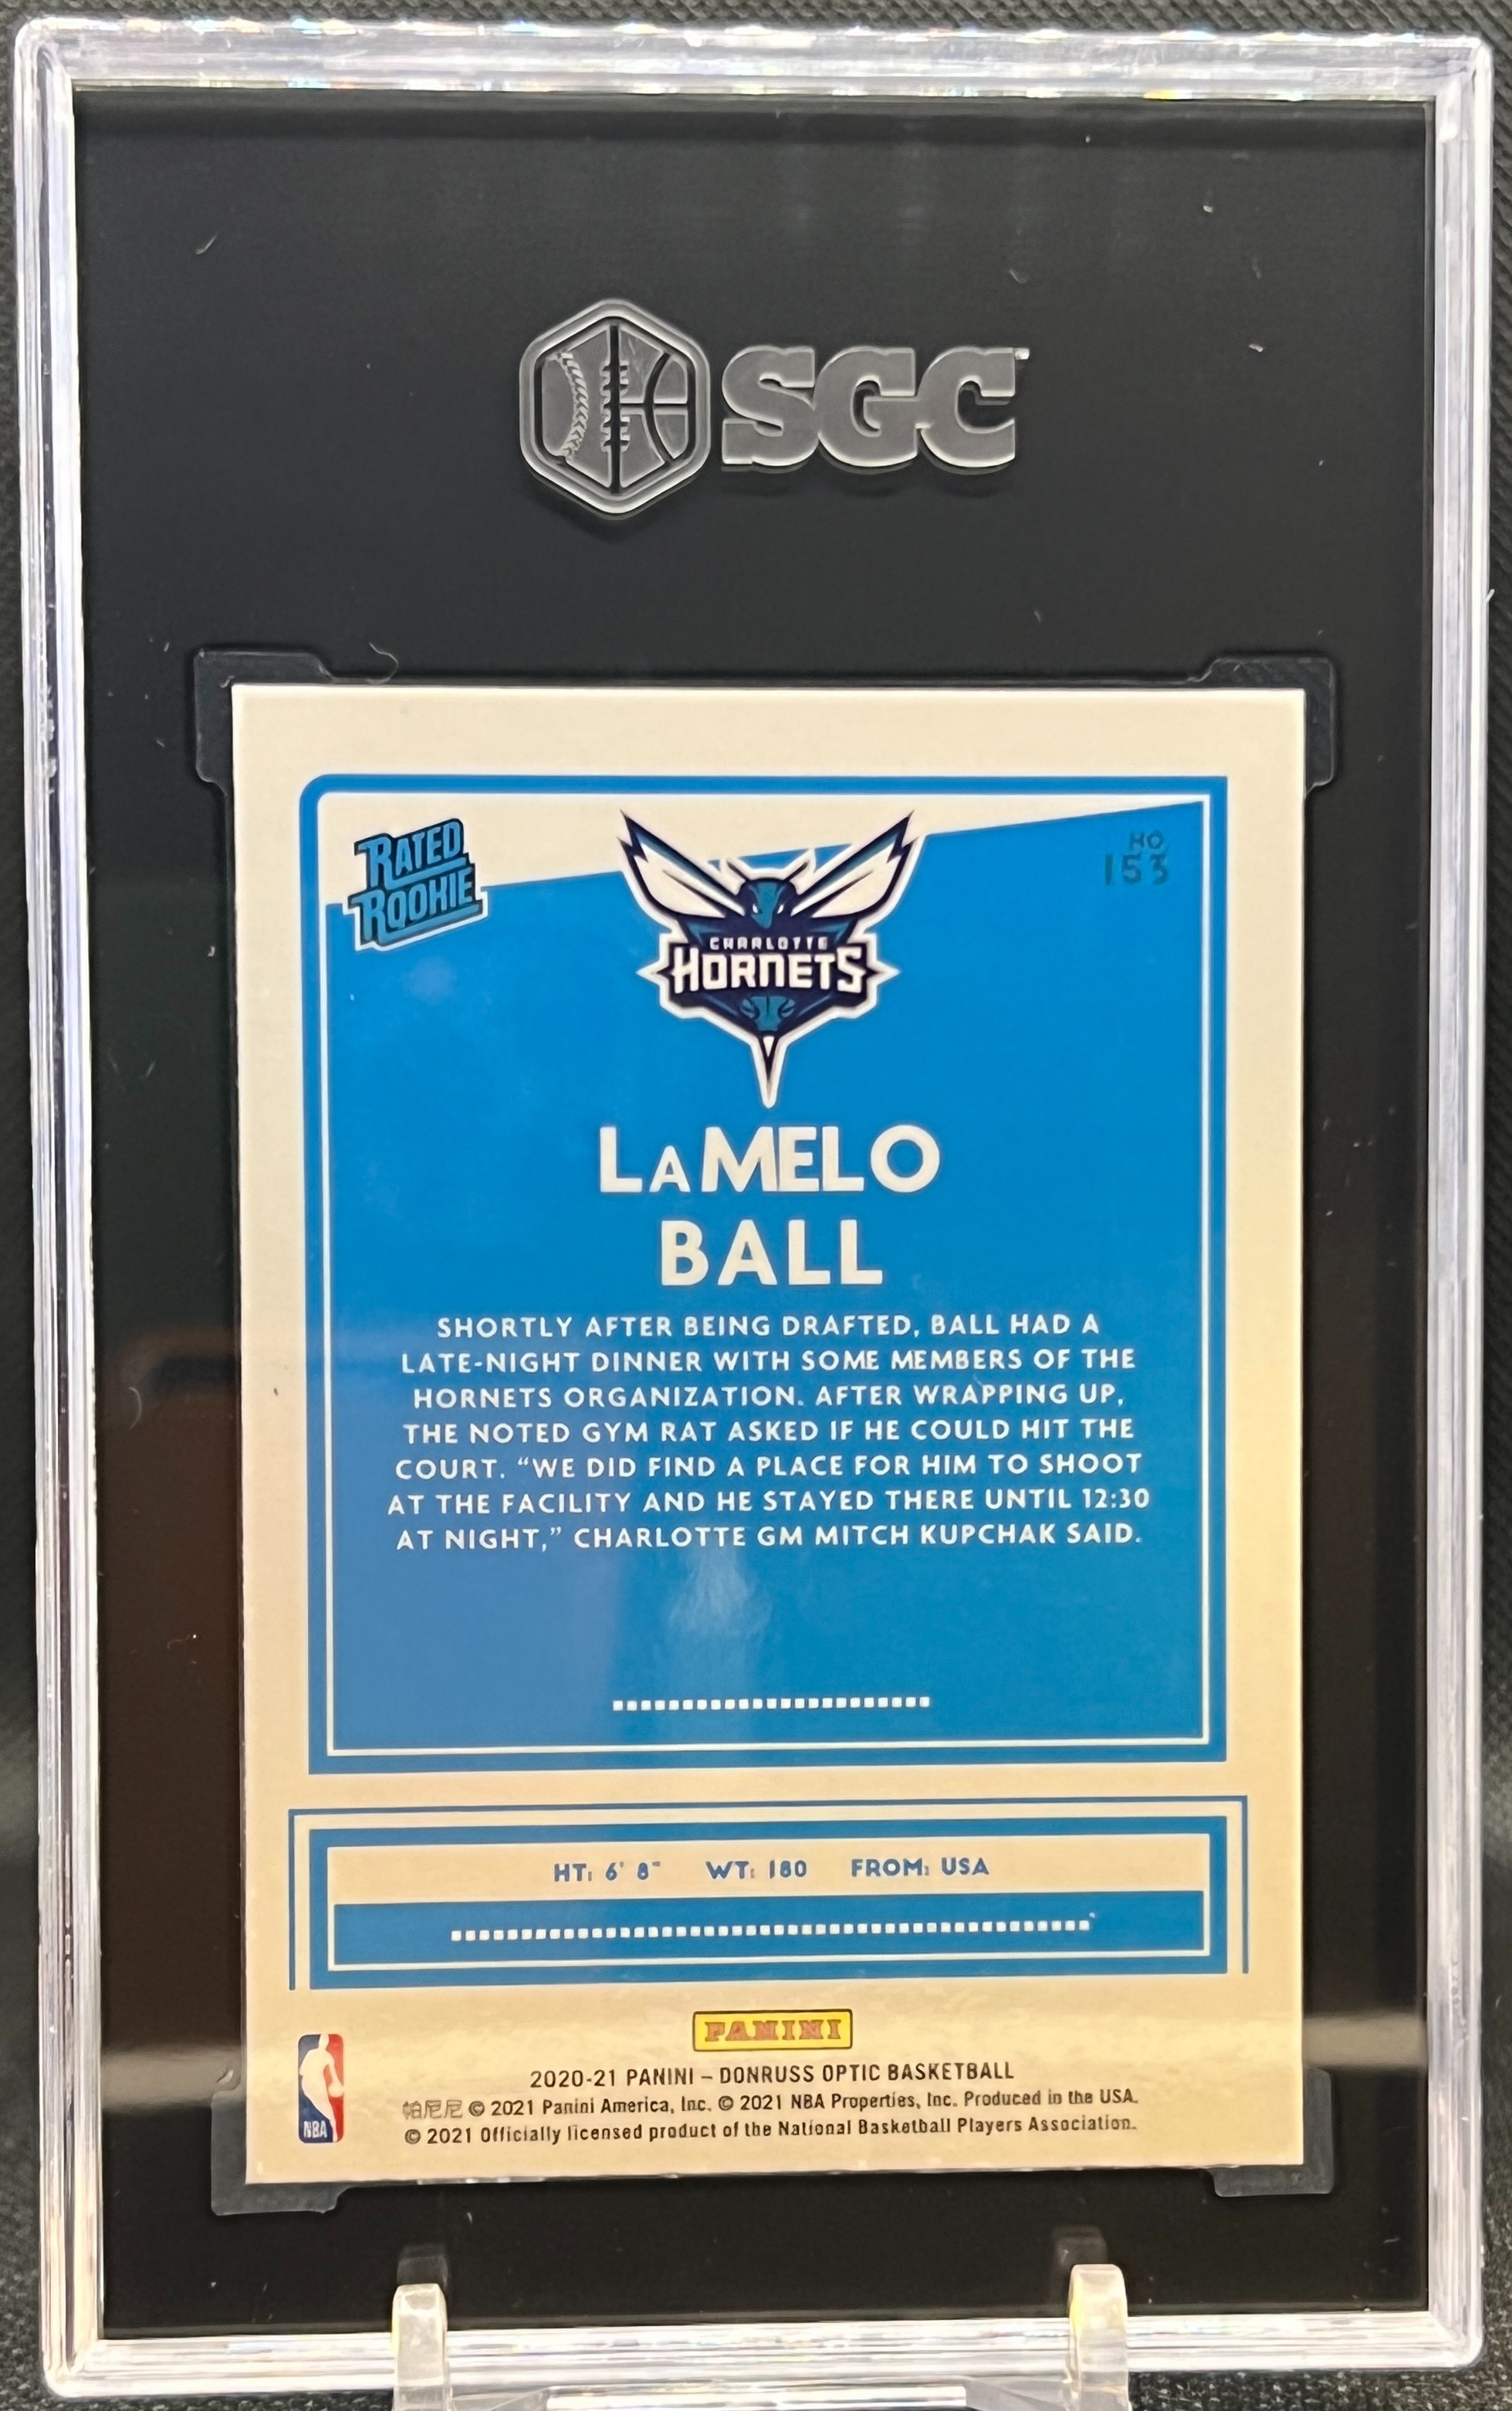 SGC
RATED
ROOKIE
NO
153
CHARLOTTE
HORNETS
LaMELO
BALL
SHORTLY AFTER BEING DRAFTED, BALL HAD A
LATE-NIGHT DINNER WITH SOME MEMBERS OF THE
HORNETS ORGANIZATION. AFTER WRAPPING UP,
THE NOTED GYM RAT ASKED IF HE COULD HIT THE
COURT. “WE DID FIND A PLACE FOR HIM TO SHOOT
AT THE FACILITY AND HE STAYED THERE UNTIL 12:30
AT NIGHT,” CHARLOTTE GM MITCH KUPCHAK SAID.
HT: 6' 8" WT: 180 FROM: USA
PANINI
2020-21 PANINI – DONRUSS OPTIC BASKETBALL
帕尼尼 © 2021 Panini America, Inc. © 2021 NBA Properties, Inc. Produced in the USA.
© 2021 Officially licensed product of the National Basketball Players Association.
NBA